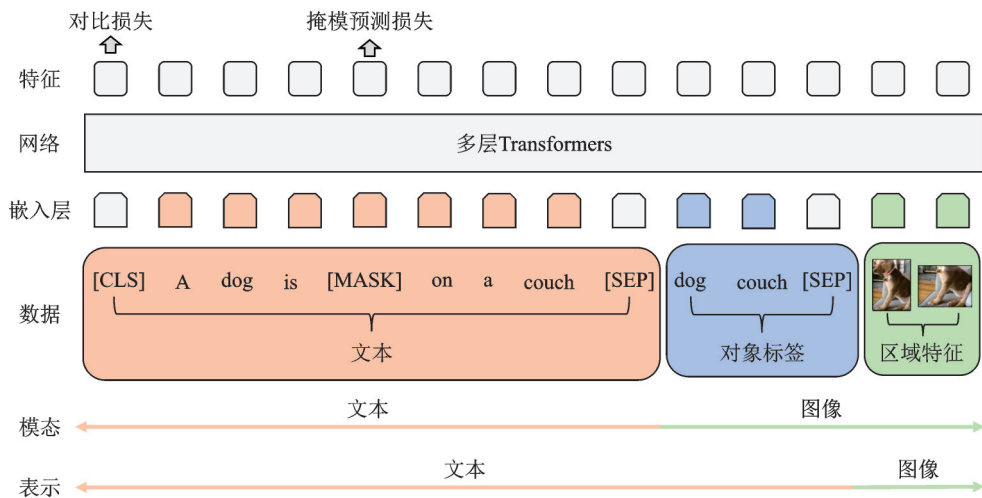 对比损失 掩模预测损失
特征
网络 多层Transformers
嵌入层
数据 [CLS] A dog is [MASK] on a couch [SEP] dog couch [SEP]
文本 对象标签 区域特征
模态 文本 图像
表示 文本 图像